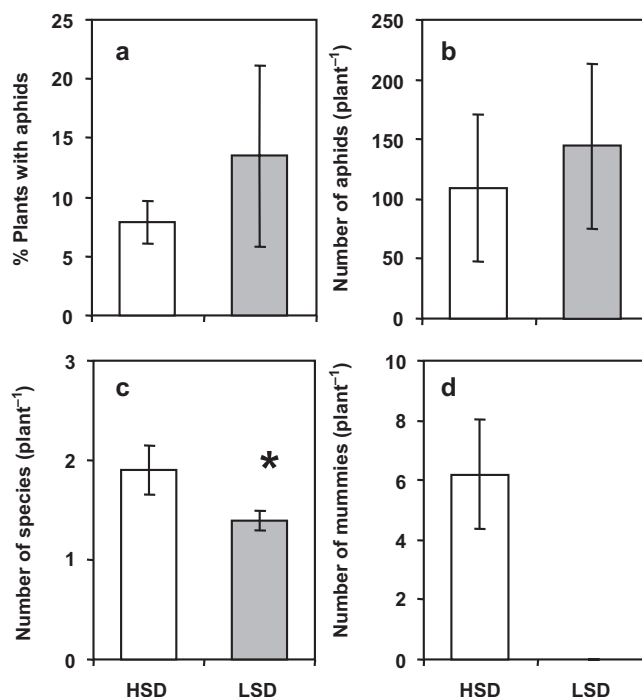 % Plants with aphids
25
20
15
10
5
0
a
Number of aphids (plant⁻¹)
250
200
150
100
50
0
b
Number of species (plant⁻¹)
3
2
1
0
c
*
HSD
LSD
Number of mummies (plant⁻¹)
10
8
6
4
2
0
d
HSD
LSD